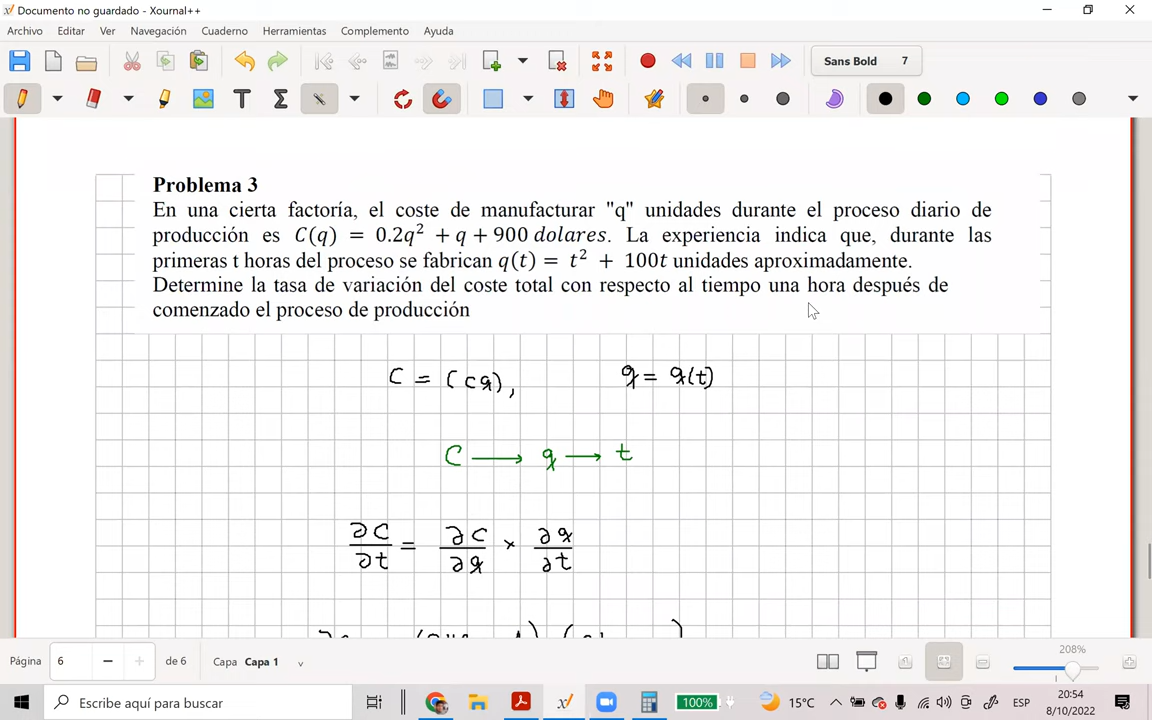 Documento no guardado - Xournal++
Archivo Editar Ver Navegación Cuaderno Herramientas Complemento Ayuda
Sans Bold 7
Problema 3
En una cierta factoría, el coste de manufacturar "q" unidades durante el proceso diario de
producción es C(q) = 0.2q² + q + 900 dolares. La experiencia indica que, durante las
primeras t horas del proceso se fabrican q(t) = t² + 100t unidades aproximadamente.
Determine la tasa de variación del coste total con respecto al tiempo una hora después de
comenzado el proceso de producción
C = (cq), q = q(t)
C → q → t
∂C/∂t = ∂C/∂q × ∂q/∂t
Página 6 de 6 Capa Capa 1 208%
Escribe aquí para buscar 100% 15°C ESP 20:54
8/10/2022